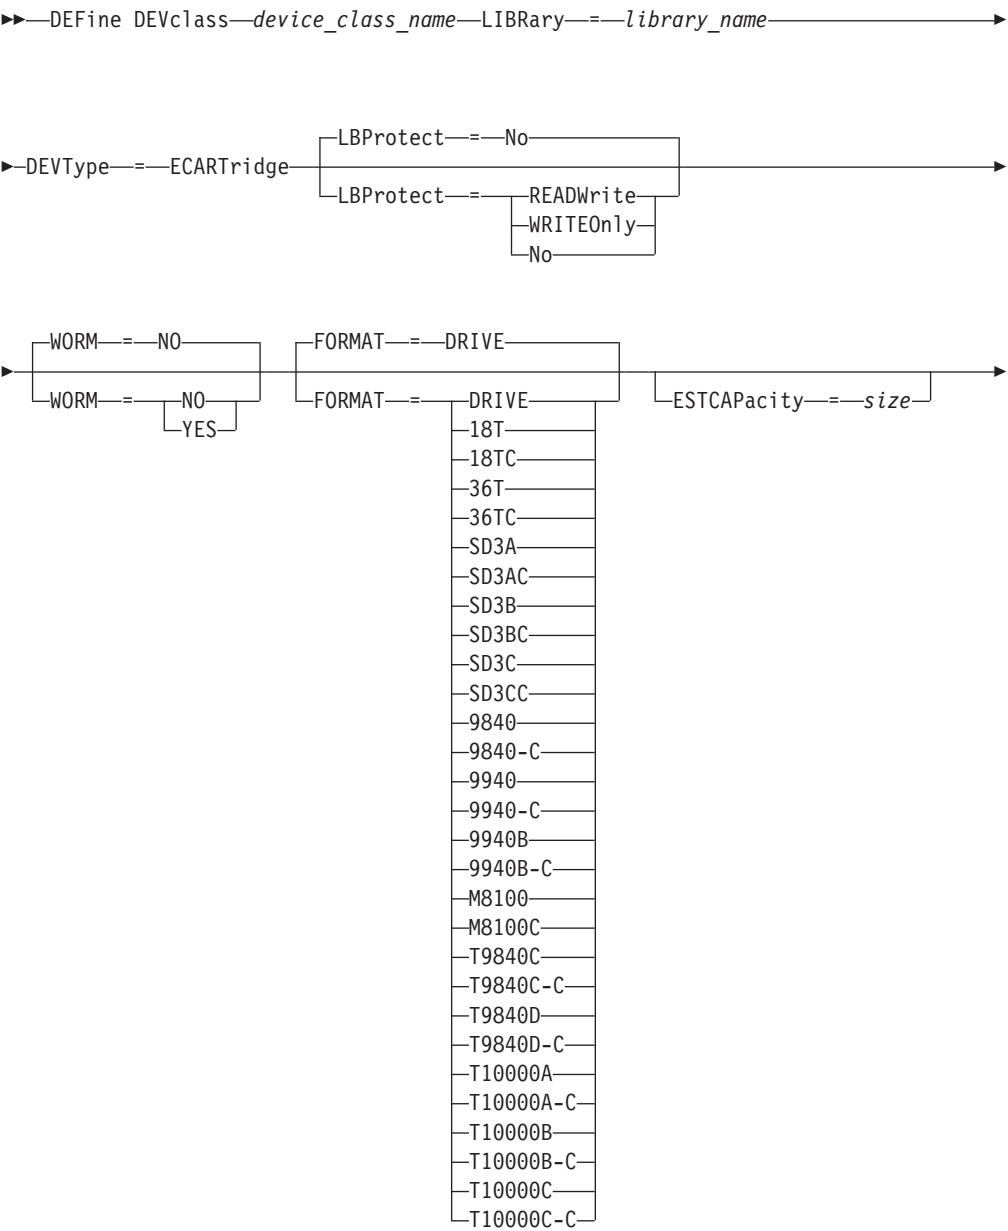 DEFine DEVclass device_class_name LIBRary = library_name
LBProtect = No
DEVType = ECARTridge
LBProtect = READWrite
WRITEOnly
No
WORM = NO FORMAT = DRIVE
WORM = NO FORMAT = DRIVE ESTCAPacity = size
YES 18T
18TC
36T
36TC
SD3A
SD3AC
SD3B
SD3BC
SD3C
SD3CC
9840
9840-C
9940
9940-C
9940B
9940B-C
M8100
M8100C
T9840C
T9840C-C
T9840D
T9840D-C
T10000A
T10000A-C
T10000B
T10000B-C
T10000C
T10000C-C